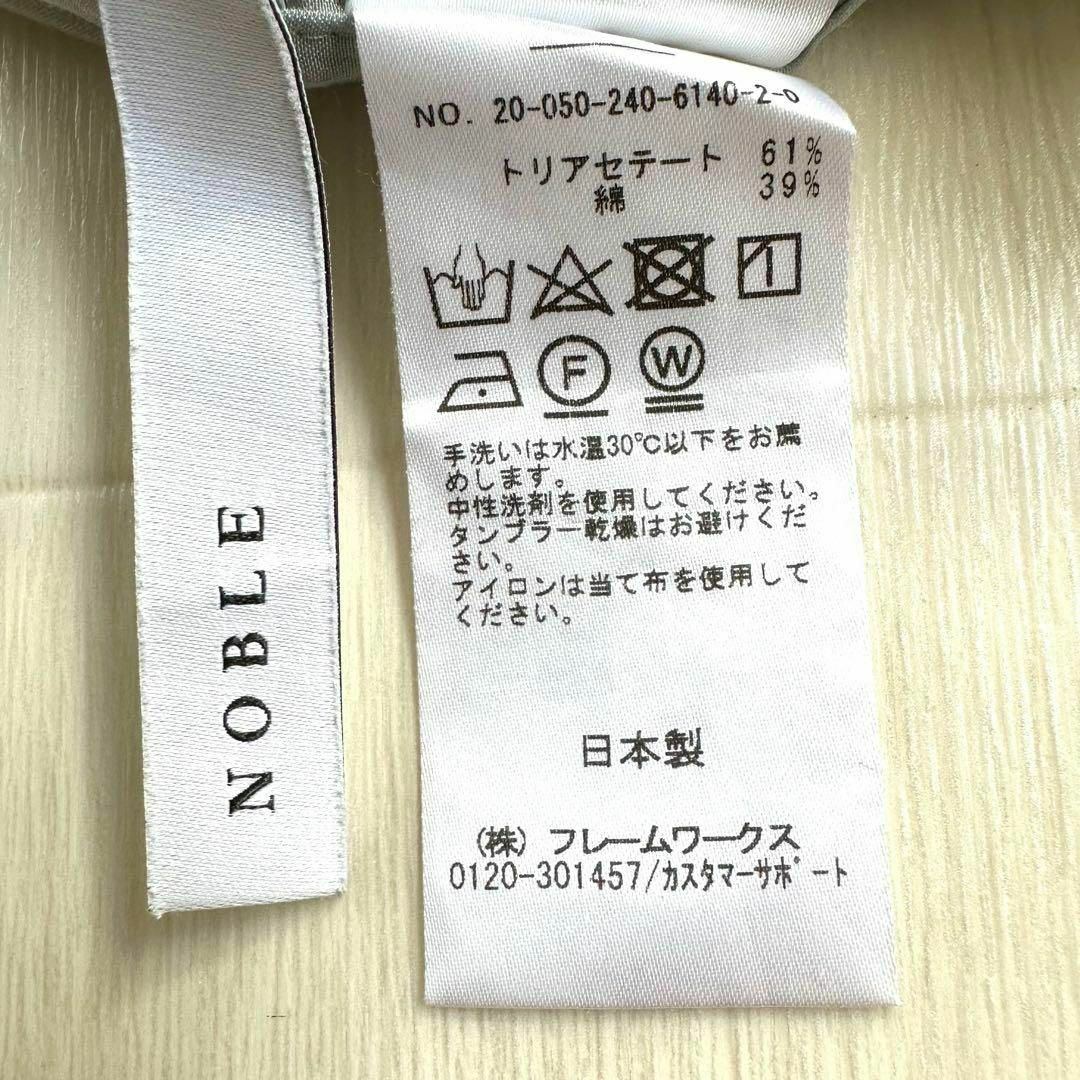 NOBLE
NO. 20-050-240-6140-2-0
トリアセテート 61%
綿 39%
F W
手洗いは水温30℃以下をお薦
めします。
中性洗剤を使用してください。
タンブラー乾燥はお避けくだ
さい。
アイロンは当て布を使用して
ください。
日本製
(株) フレームワークス
0120-301457/カスタマーサポート